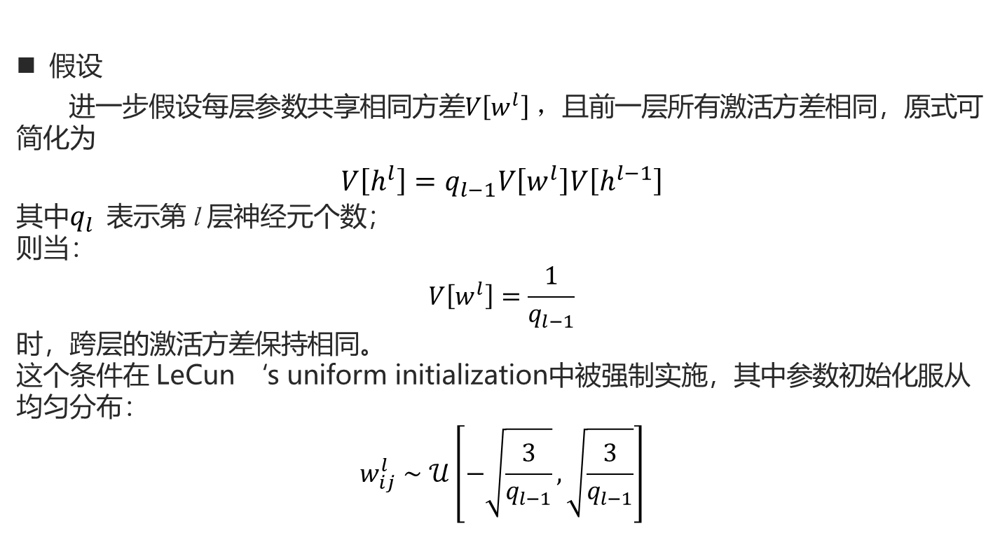 ■ 假设
进一步假设每层参数共享相同方差V[w^l]，且前一层所有激活方差相同，原式可
简化为
V[h^l] = q_{l−1}V[w^l]V[h^{l−1}]
其中q_l 表示第 l 层神经元个数；
则当：
V[w^l] = \frac{1}{q_{l−1}}
时，跨层的激活方差保持相同。
这个条件在 LeCun ‘s uniform initialization中被强制实施，其中参数初始化服从
均匀分布：
w_{ij}^l ~ 𝒰 [−\sqrt{\frac{3}{q_{l−1}}}, \sqrt{\frac{3}{q_{l−1}}}]